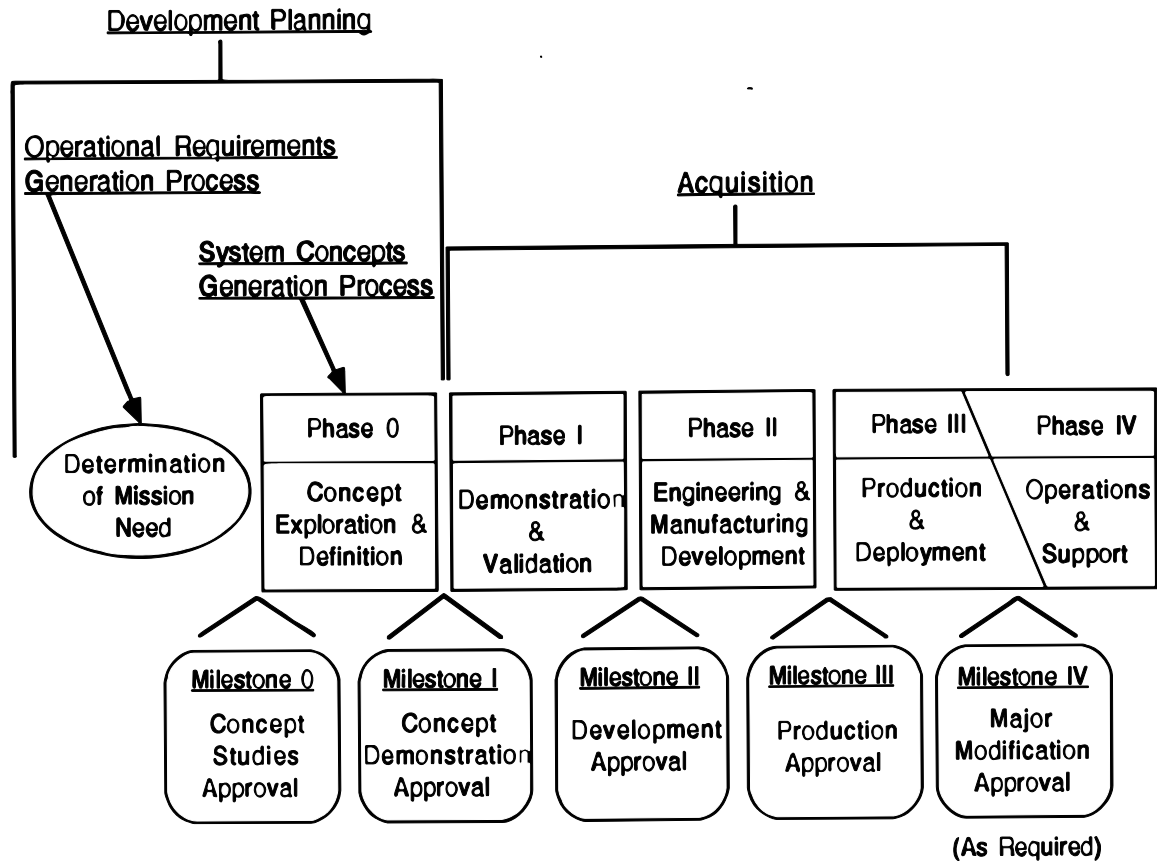 Development Planning
Operational Requirements
Generation Process
Acquisition
System Concepts
Generation Process
Determination
of Mission
Need
Phase 0
Concept
Exploration &
Definition
Phase I
Demonstration
&
Validation
Phase II
Engineering &
Manufacturing
Development
Phase III
Production
&
Deployment
Phase IV
Operations
&
Support
Milestone 0
Concept
Studies
Approval
Milestone I
Concept
Demonstration
Approval
Milestone II
Development
Approval
Milestone III
Production
Approval
Milestone IV
Major
Modification
Approval
(As Required)